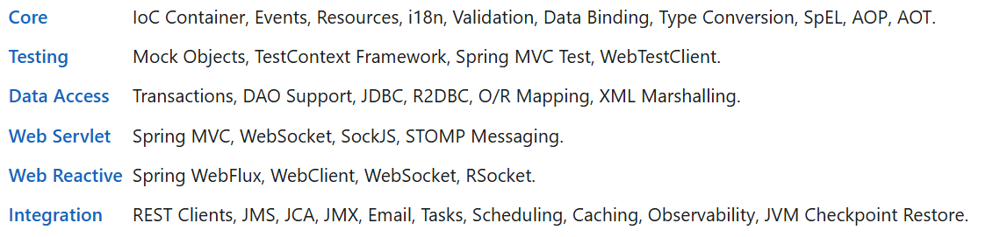 Core IoC Container, Events, Resources, i18n, Validation, Data Binding, Type Conversion, SpEL, AOP, AOT.
Testing Mock Objects, TestContext Framework, Spring MVC Test, WebTestClient.
Data Access Transactions, DAO Support, JDBC, R2DBC, O/R Mapping, XML Marshalling.
Web Servlet Spring MVC, WebSocket, SockJS, STOMP Messaging.
Web Reactive Spring WebFlux, WebClient, WebSocket, RSocket.
Integration REST Clients, JMS, JCA, JMX, Email, Tasks, Scheduling, Caching, Observability, JVM Checkpoint Restore.